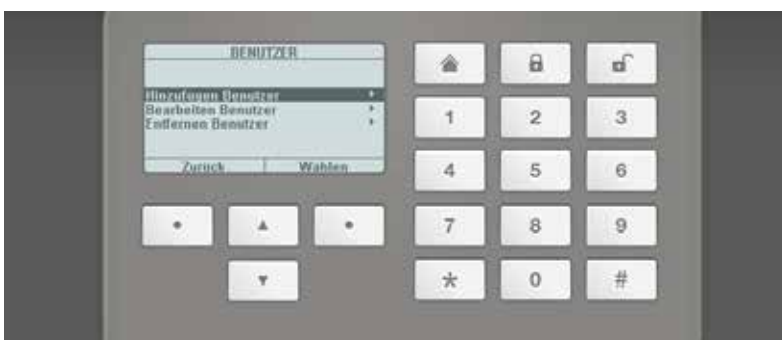 BENUTZER
Hinzufugen Benutzer
Bearbeiten Benutzer
Entfernen Benutzer
Zuruck Wahlen
1 2 3
4 5 6
7 8 9
* 0 #